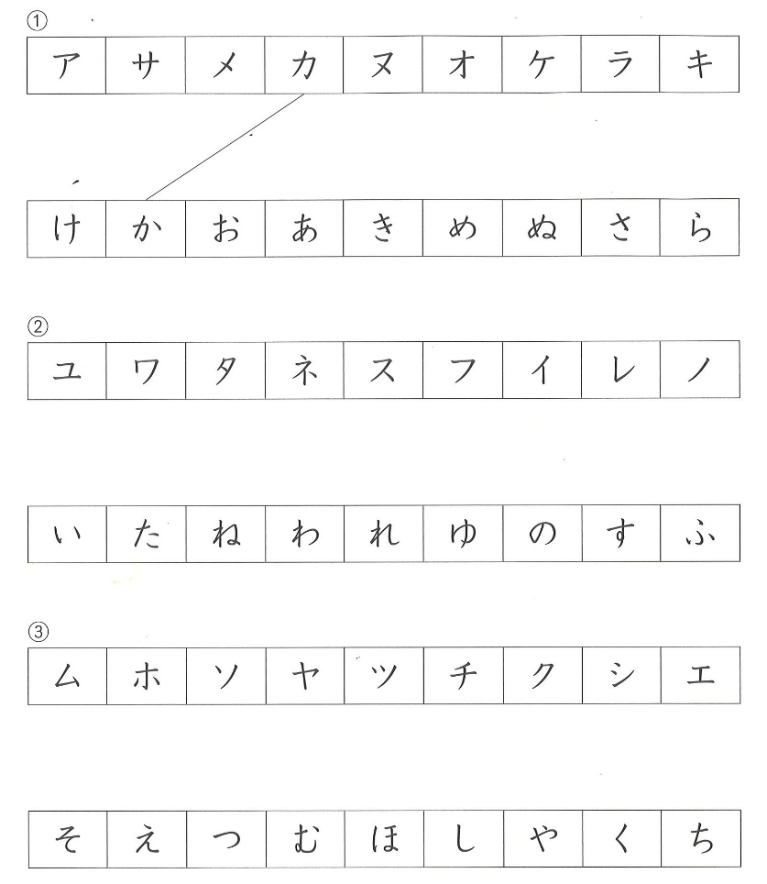 ①
ア サ メ カ ヌ オ ケ ラ キ
け か お あ き め ぬ さ ら
②
ユ ワ タ ネ ス フ イ レ ノ
い た ね わ れ ゆ の す ふ
③
ム ホ ソ ヤ ツ チ ク シ エ
そ え つ む ほ し や く ち